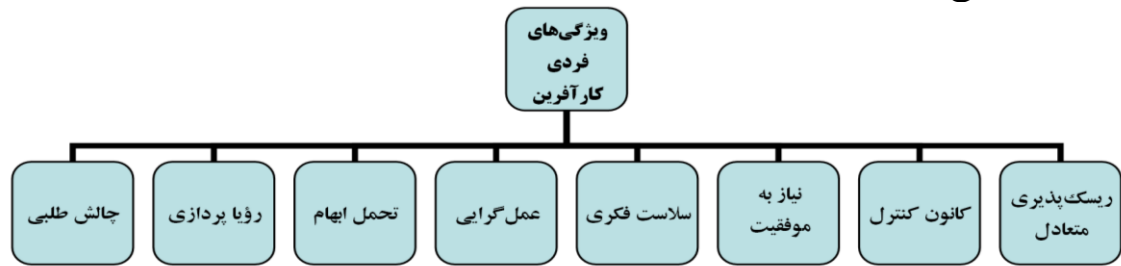 ویژگی‌های
فردی
کارآفرین
ریسک‌پذیری
متعادل
کانون کنترل
نیاز به
موفقیت
سلاست فکری
عمل‌گرایی
تحمل ابهام
رؤیا پردازی
چالش طلبی